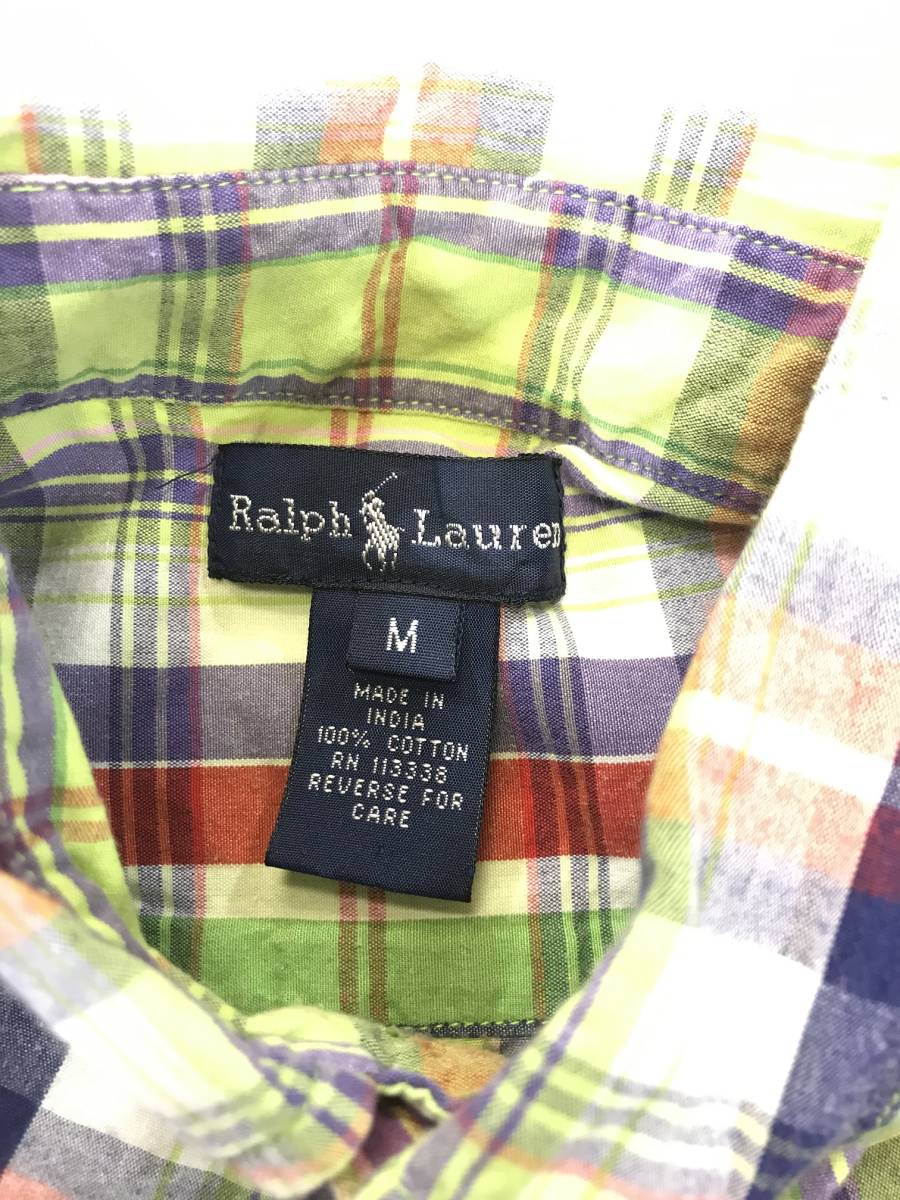 Ralph Lauren
M
MADE IN
INDIA
100% COTTON
RN 113338
REVERSE FOR
CARE